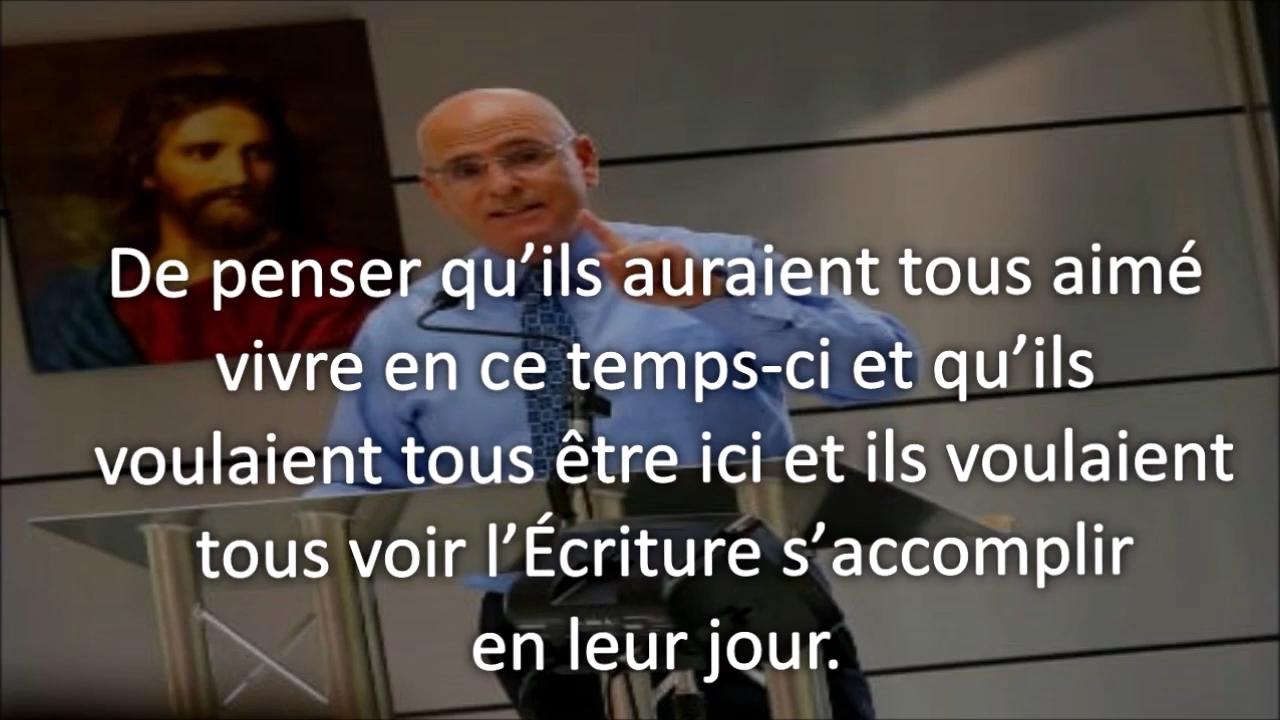 De penser qu’ils auraient tous aimé
vivre en ce temps-ci et qu’ils
voulaient tous être ici et ils voulaient
tous voir l’Écriture s’accomplir
en leur jour.